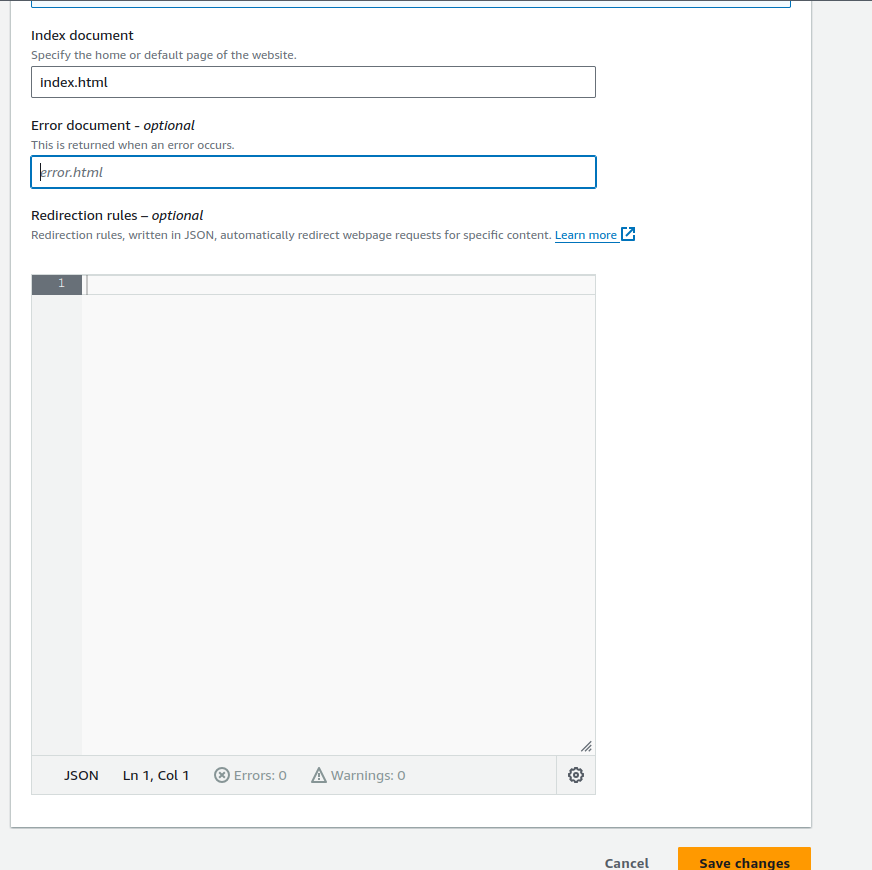 Index document
Specify the home or default page of the website.
index.html
Error document - optional
This is returned when an error occurs.
error.html
Redirection rules – optional
Redirection rules, written in JSON, automatically redirect webpage requests for specific content. Learn more
1
JSON Ln 1, Col 1 Errors: 0 Warnings: 0
Cancel Save changes